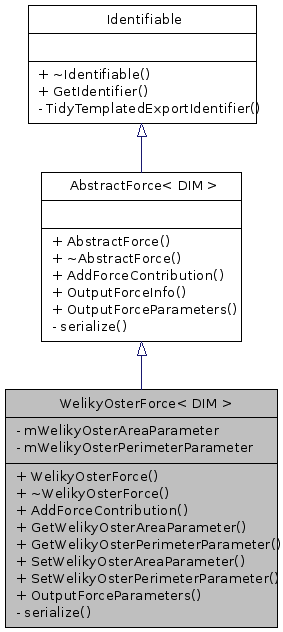 Identifiable
+ ~Identifiable()
+ GetIdentifier()
- TidyTemplatedExportIdentifier()
AbstractForce< DIM >
+ AbstractForce()
+ ~AbstractForce()
+ AddForceContribution()
+ OutputForceInfo()
+ OutputForceParameters()
- serialize()
WelikyOsterForce< DIM >
- mWelikyOsterAreaParameter
- mWelikyOsterPerimeterParameter
+ WelikyOsterForce()
+ ~WelikyOsterForce()
+ AddForceContribution()
+ GetWelikyOsterAreaParameter()
+ GetWelikyOsterPerimeterParameter()
+ SetWelikyOsterAreaParameter()
+ SetWelikyOsterPerimeterParameter()
+ OutputForceParameters()
- serialize()